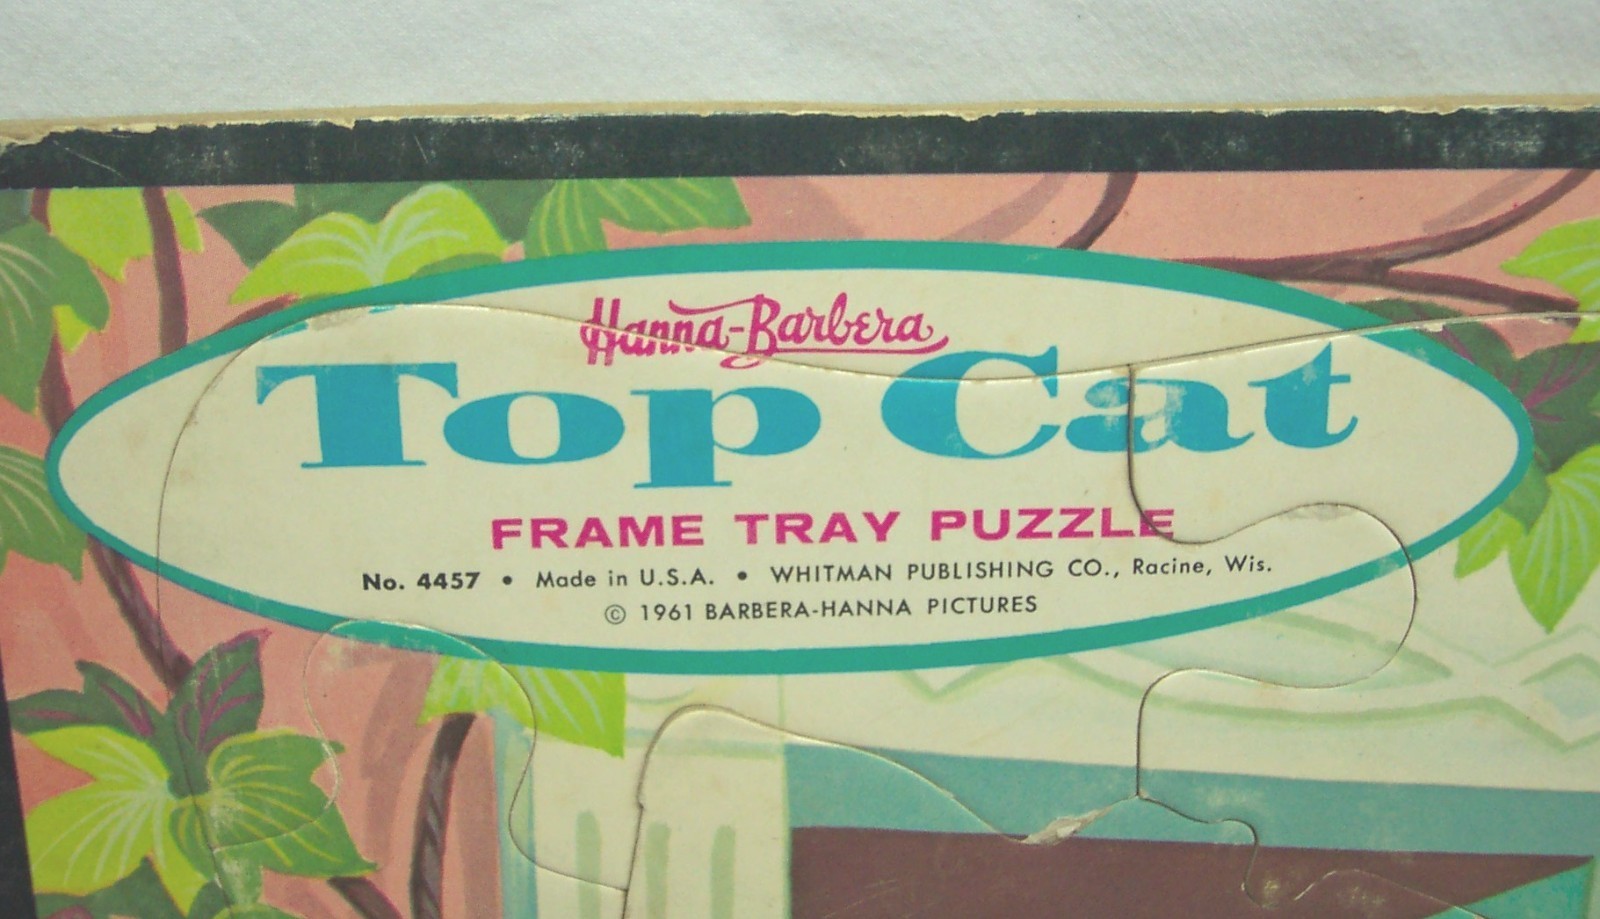 Hanna-Barbera
Top Cat
FRAME TRAY PUZZLE
No. 4457 • Made in U.S.A. • WHITMAN PUBLISHING CO., Racine, Wis.
© 1961 BARBERA-HANNA PICTURES